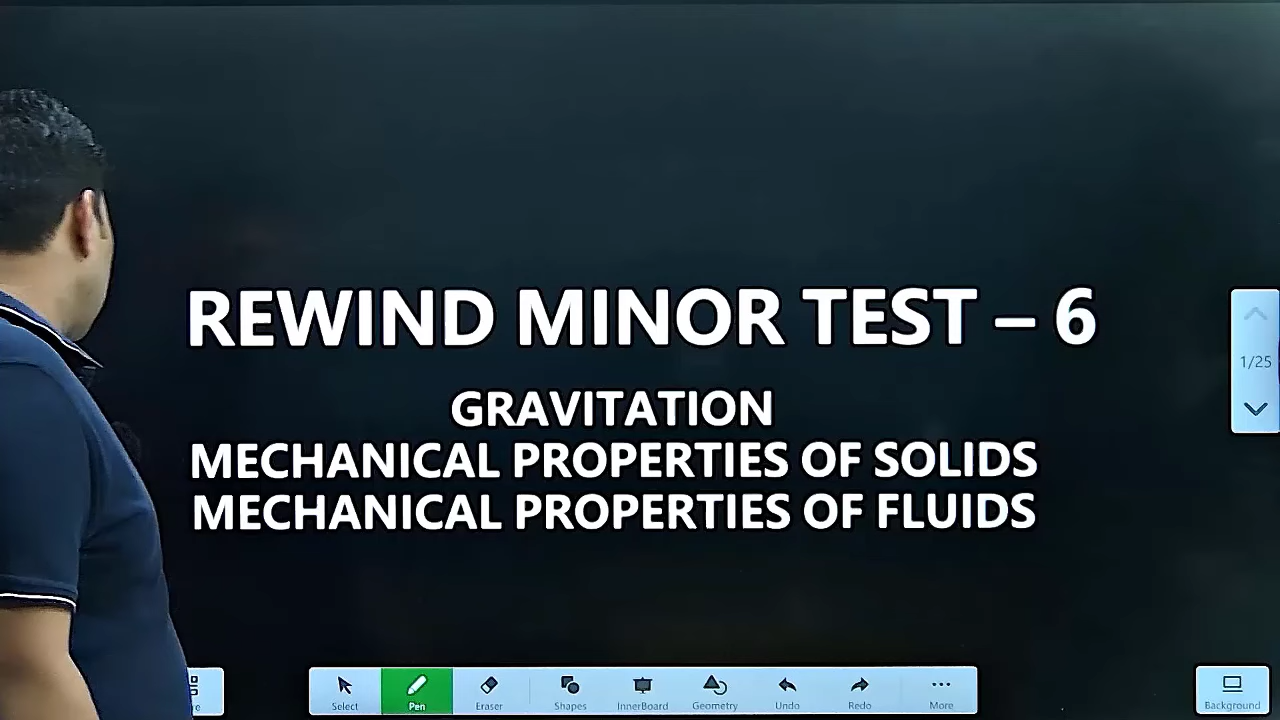 REWIND MINOR TEST – 6
GRAVITATION
MECHANICAL PROPERTIES OF SOLIDS
MECHANICAL PROPERTIES OF FLUIDS
1/25
Select
Pen
Eraser
Shapes
InnerBoard
Geometry
Undo
Redo
More
Background